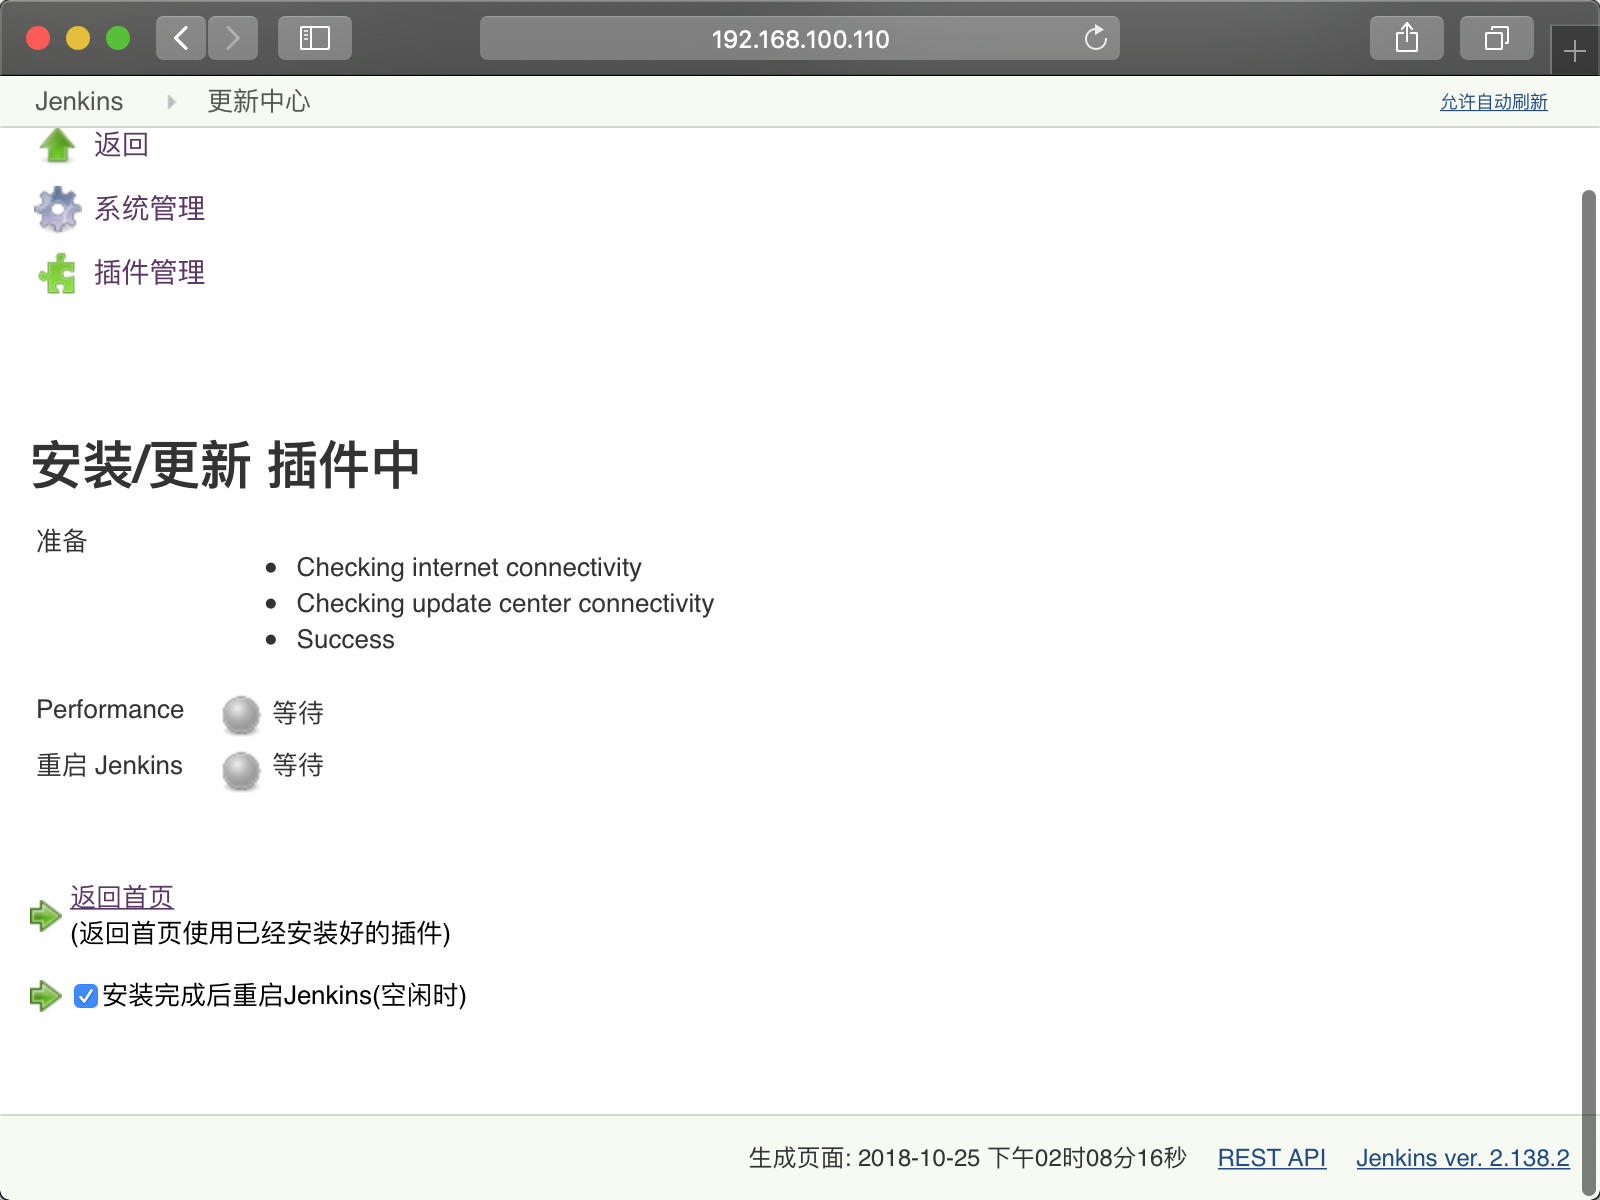 192.168.100.110
Jenkins 更新中心 允许自动刷新
返回
系统管理
插件管理
安装/更新 插件中
准备
Checking internet connectivity
Checking update center connectivity
Success
Performance 等待
重启 Jenkins 等待
返回首页
(返回首页使用已经安装好的插件)
安装完成后重启Jenkins(空闲时)
生成页面: 2018-10-25 下午02时08分16秒 REST API Jenkins ver. 2.138.2